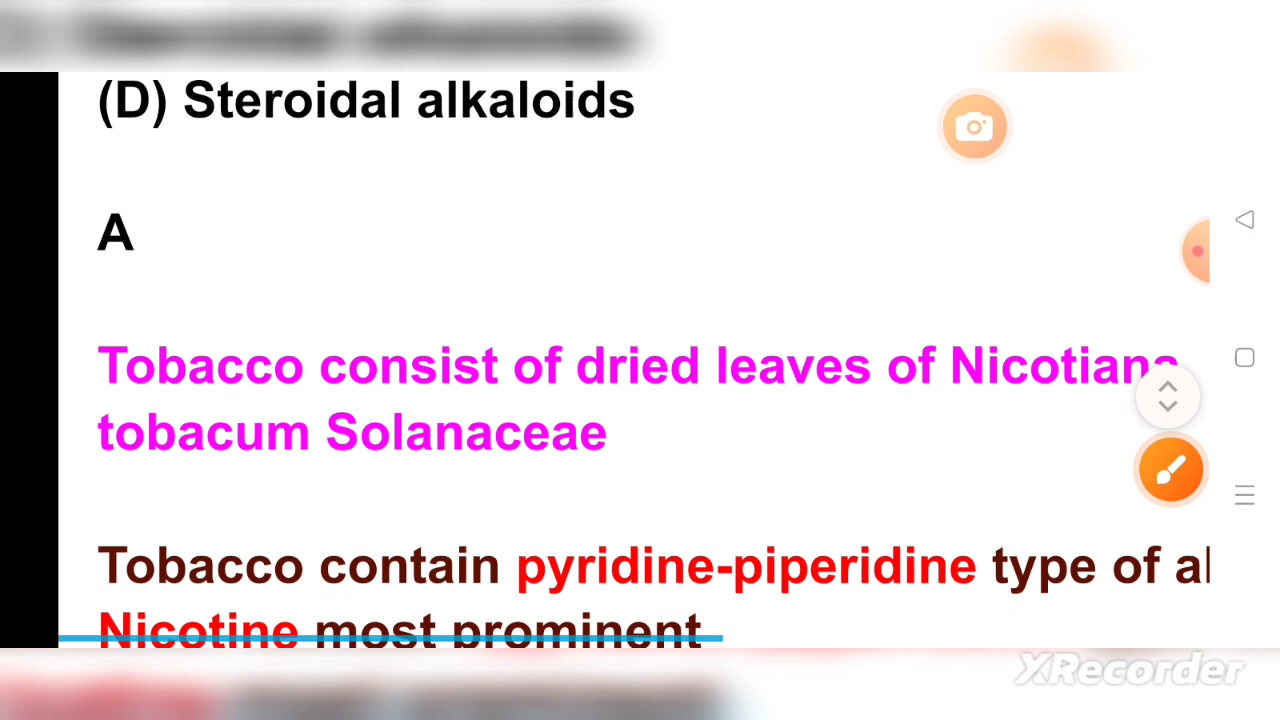 (D) Steroidal alkaloids
A
Tobacco consist of dried leaves of Nicotiana
tobacum Solanaceae
Tobacco contain pyridine-piperidine type of al
Nicotine most prominent
XRecorder